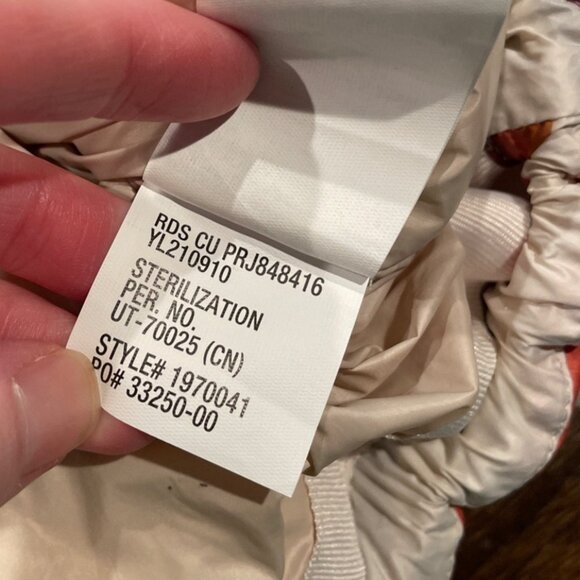 RDS CU PRJ848416
YL210910
STERILIZATION
PER. NO.
UT-70025 (CN)
STYLE# 1970041
PO# 33250-00